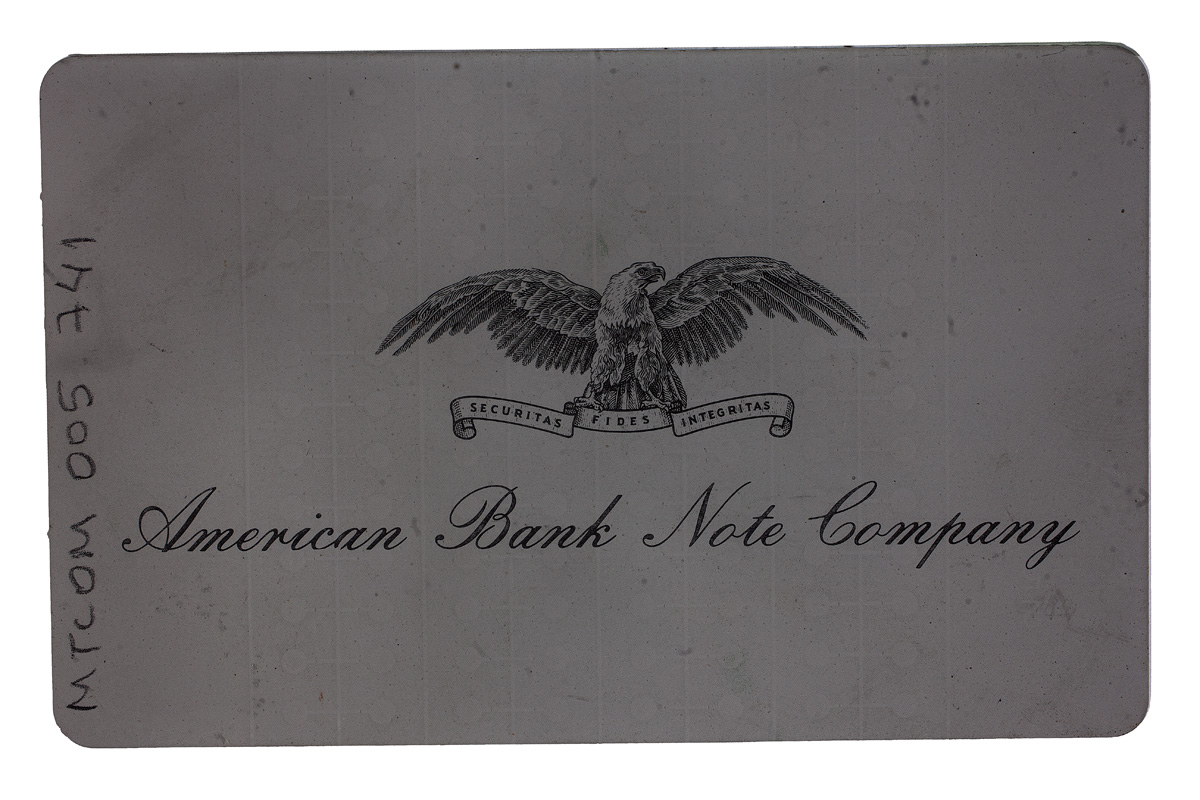 SECURITAS FIDES INTEGRITAS
American Bank Note Company
MTCOM 005 741